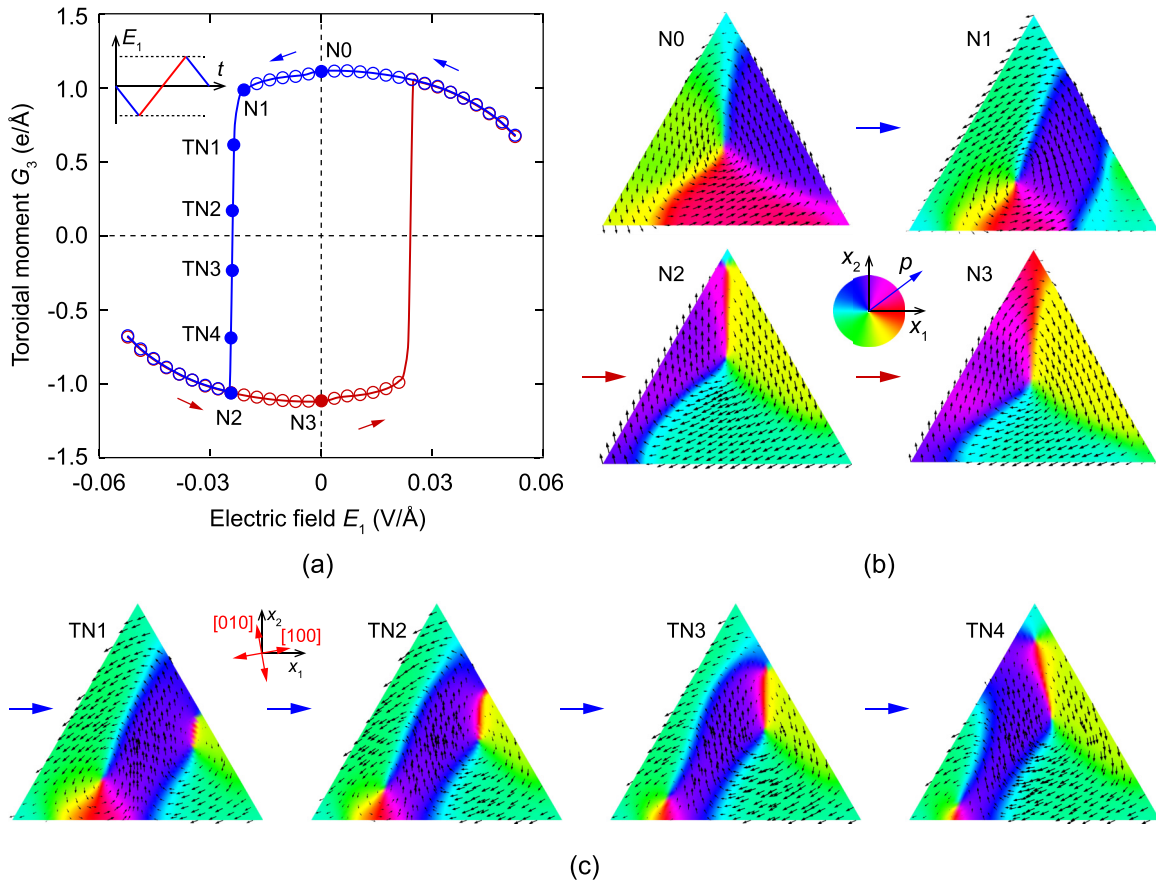 1.5
1.0
0.5
0.0
-0.5
-1.0
-1.5
-0.06
-0.03
0
0.03
0.06
Toroidal moment G3 (e/Å)
Electric field E1 (V/Å)
E1
t
N0
N1
TN1
TN2
TN3
TN4
N2
N3
(a)
N0
N1
N2
x2
p
x1
N3
(b)
TN1
[010]
x2
[100]
x1
TN2
TN3
TN4
(c)